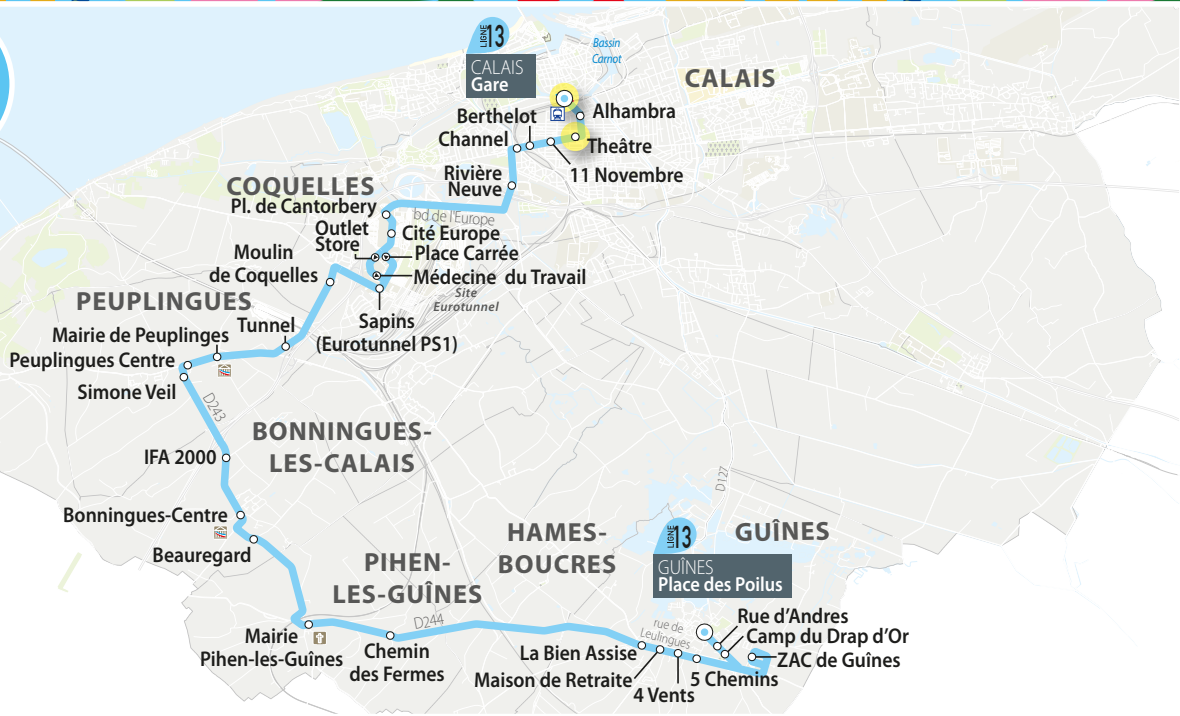 LIGNE 13
CALAIS
Gare
Bassin
Carnot
CALAIS
Alhambra
Berthelot
Channel
Theâtre
11 Novembre
Rivière
Neuve
COQUELLES
Pl. de Cantorbery
bd de l'Europe
Outlet
Store
Cité Europe
Place Carrée
Moulin
de Coquelles
Médecine du Travail
Site
Eurotunnel
PEUPLINGUES
Tunnel
Sapins
(Eurotunnel PS1)
Mairie de Peuplinges
Peuplingues Centre
Simone Veil
D243
BONNINGUES-
LES-CALAIS
IFA 2000
D127
Bonningues-Centre
Beauregard
HAMES-
BOUCRES
LIGNE 13
GUÎNES
GUÎNES
Place des Poilus
PIHEN-
LES-GUÎNES
D244
rue de
Leulingues
Rue d'Andres
Camp du Drap d'Or
ZAC de Guînes
Mairie
Pihen-les-Guînes
Chemin
des Fermes
La Bien Assise
Maison de Retraite
4 Vents
5 Chemins